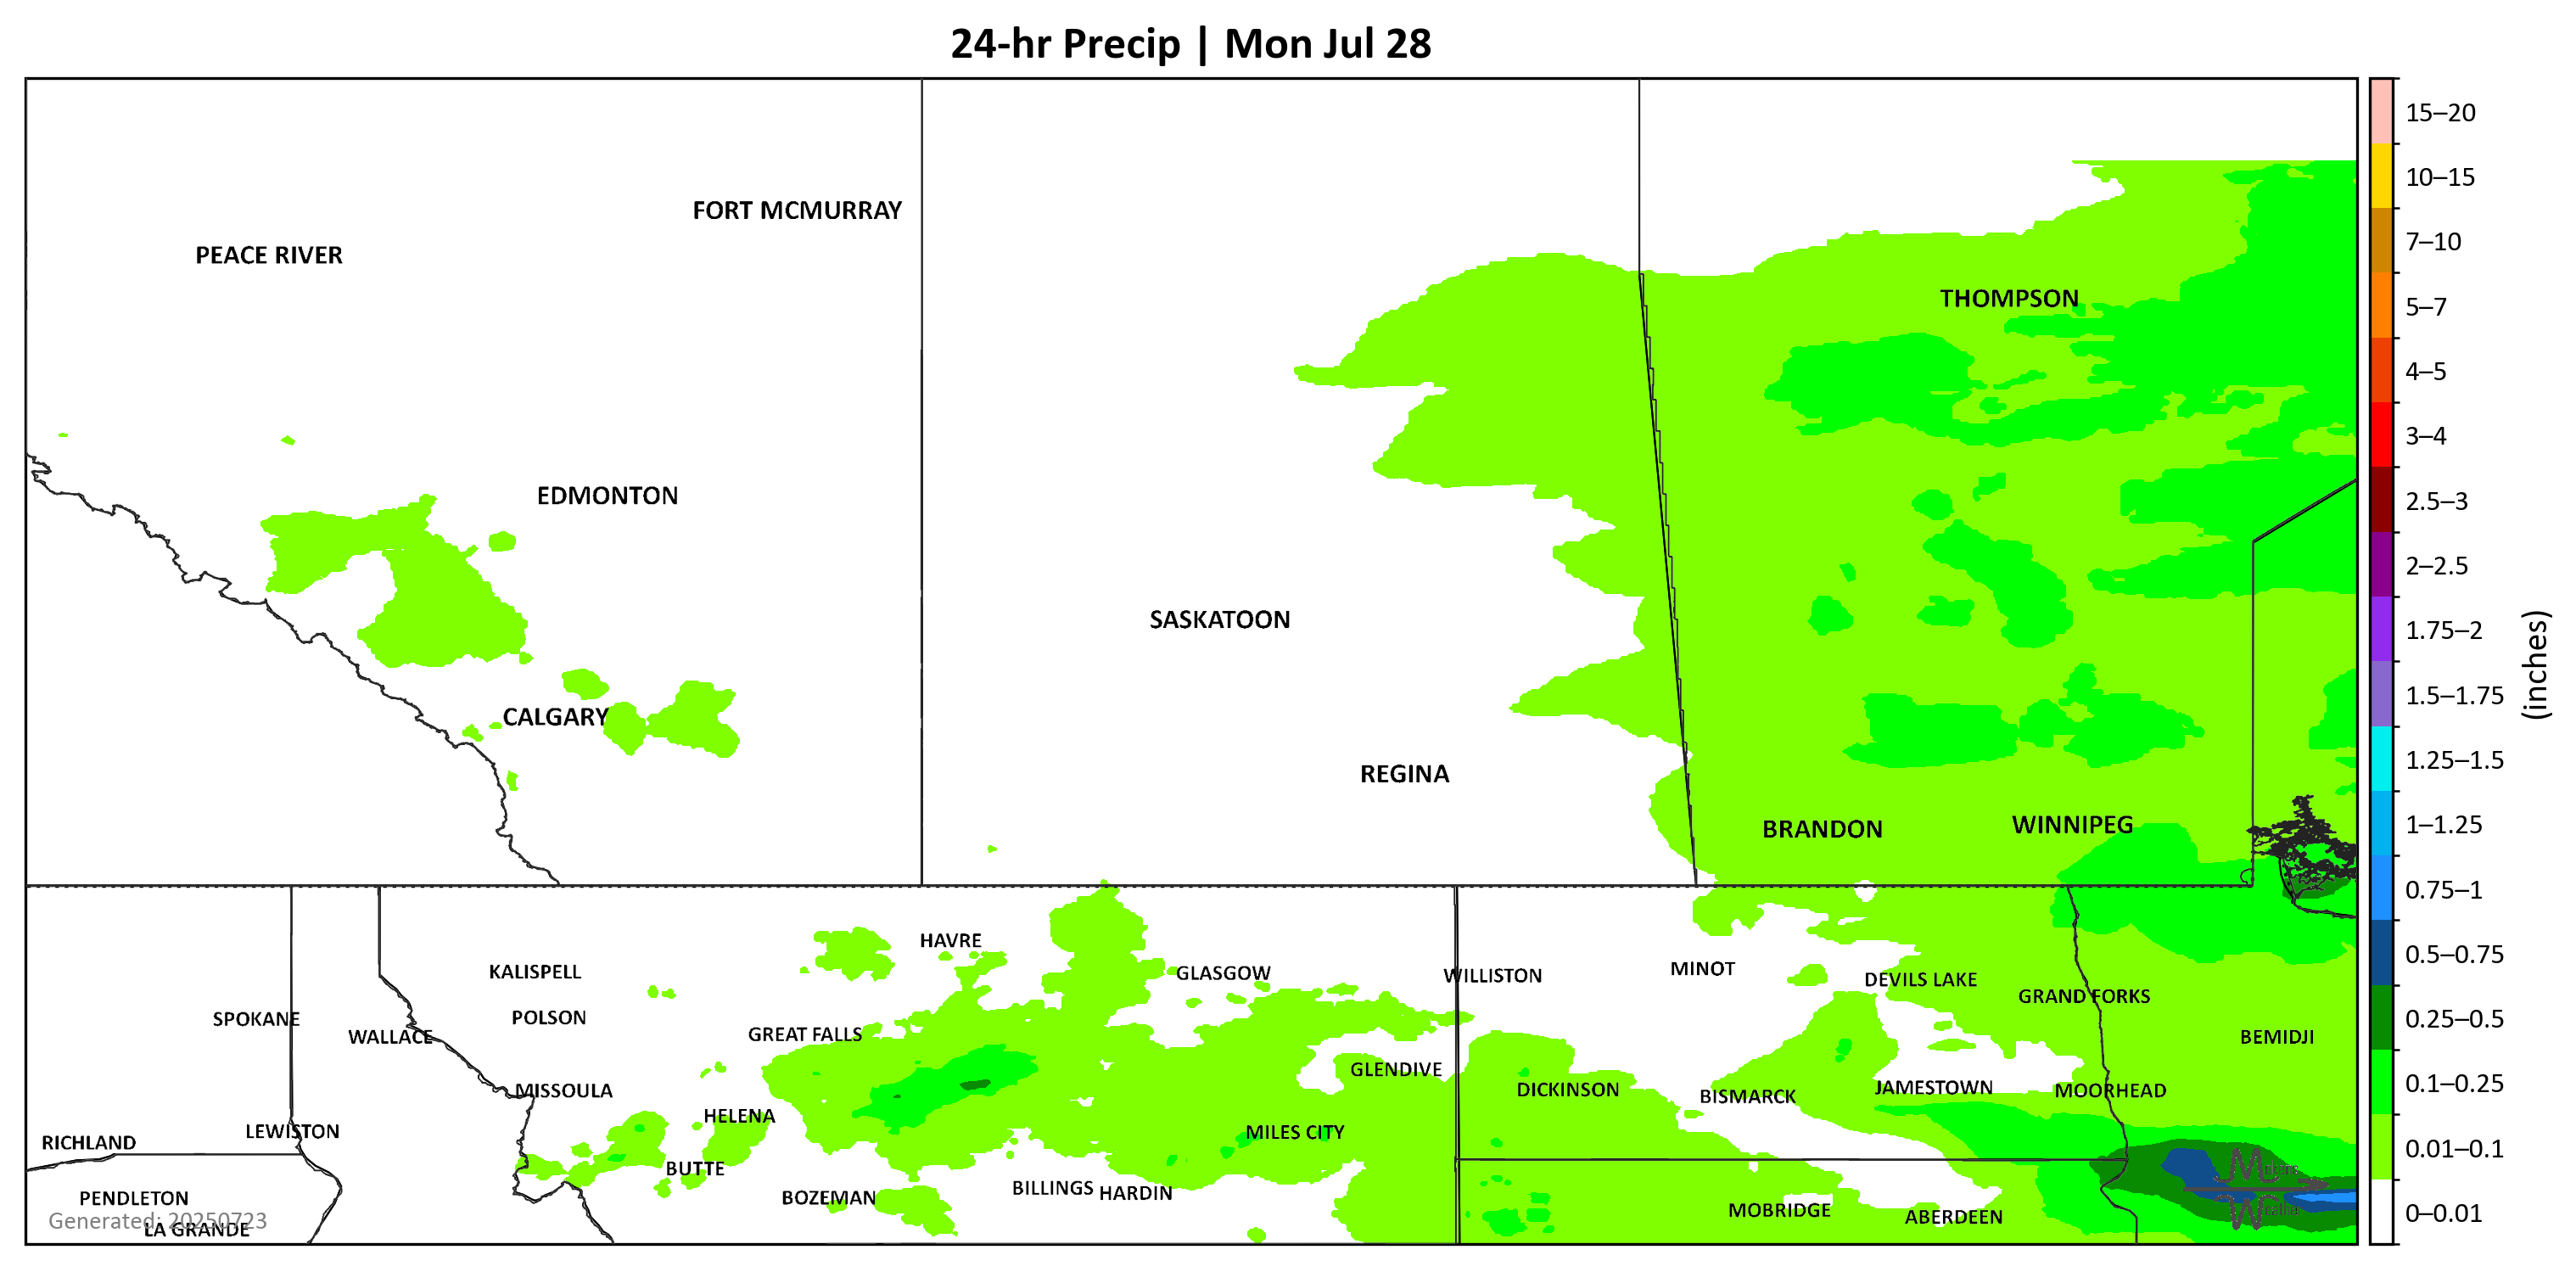 24-hr Precip | Mon Jul 28
FORT MCMURRAY
PEACE RIVER
THOMPSON
EDMONTON
SASKATOON
CALGARY
REGINA
BRANDON
WINNIPEG
HAVRE
KALISPELL
GLASGOW
WILLISTON
MINOT
DEVILS LAKE
GRAND FORKS
SPOKANE
POLSON
WALLACE
GREAT FALLS
BEMIDJI
GLENDIVE
MISSOULA
DICKINSON
BISMARCK
JAMESTOWN
MOORHEAD
HELENA
RICHLAND
LEWISTON
MILES CITY
BUTTE
PENDLETON
BOZEMAN
BILLINGS
HARDIN
MOBRIDGE
ABERDEEN
Generated: 20250723
LA GRANDE
15–20
10–15
7–10
5–7
4–5
3–4
2.5–3
2–2.5
1.75–2
1.5–1.75
1.25–1.5
1–1.25
0.75–1
0.5–0.75
0.25–0.5
0.1–0.25
0.01–0.1
0–0.01
(inches)